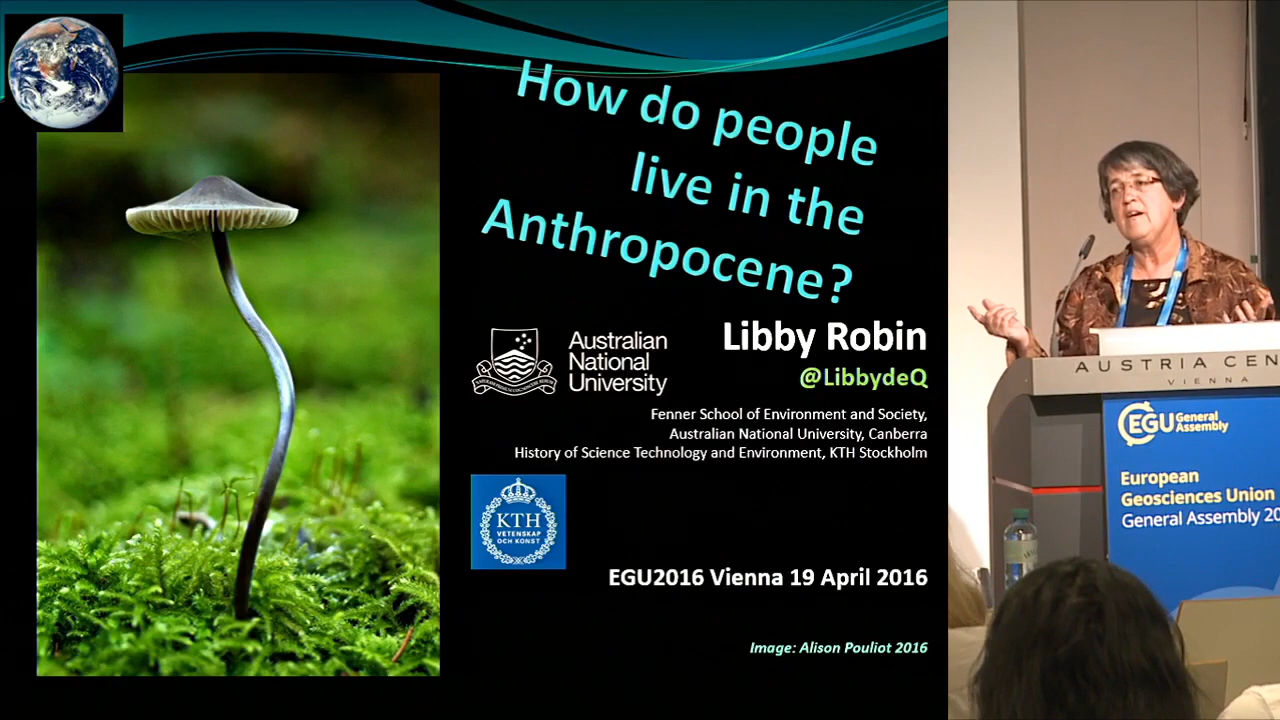 How do people
live in the
Anthropocene?
Australian
National
University
Libby Robin
@LibbydeQ
Fenner School of Environment and Society,
Australian National University, Canberra
History of Science Technology and Environment, KTH Stockholm
KTH
VETENSKAP
OCH KONST
EGU2016 Vienna 19 April 2016
Image: Alison Pouliot 2016
AUSTRIA CEN
VIENNA
EGU General
Assembly
European
Geosciences Union
General Assembly 20